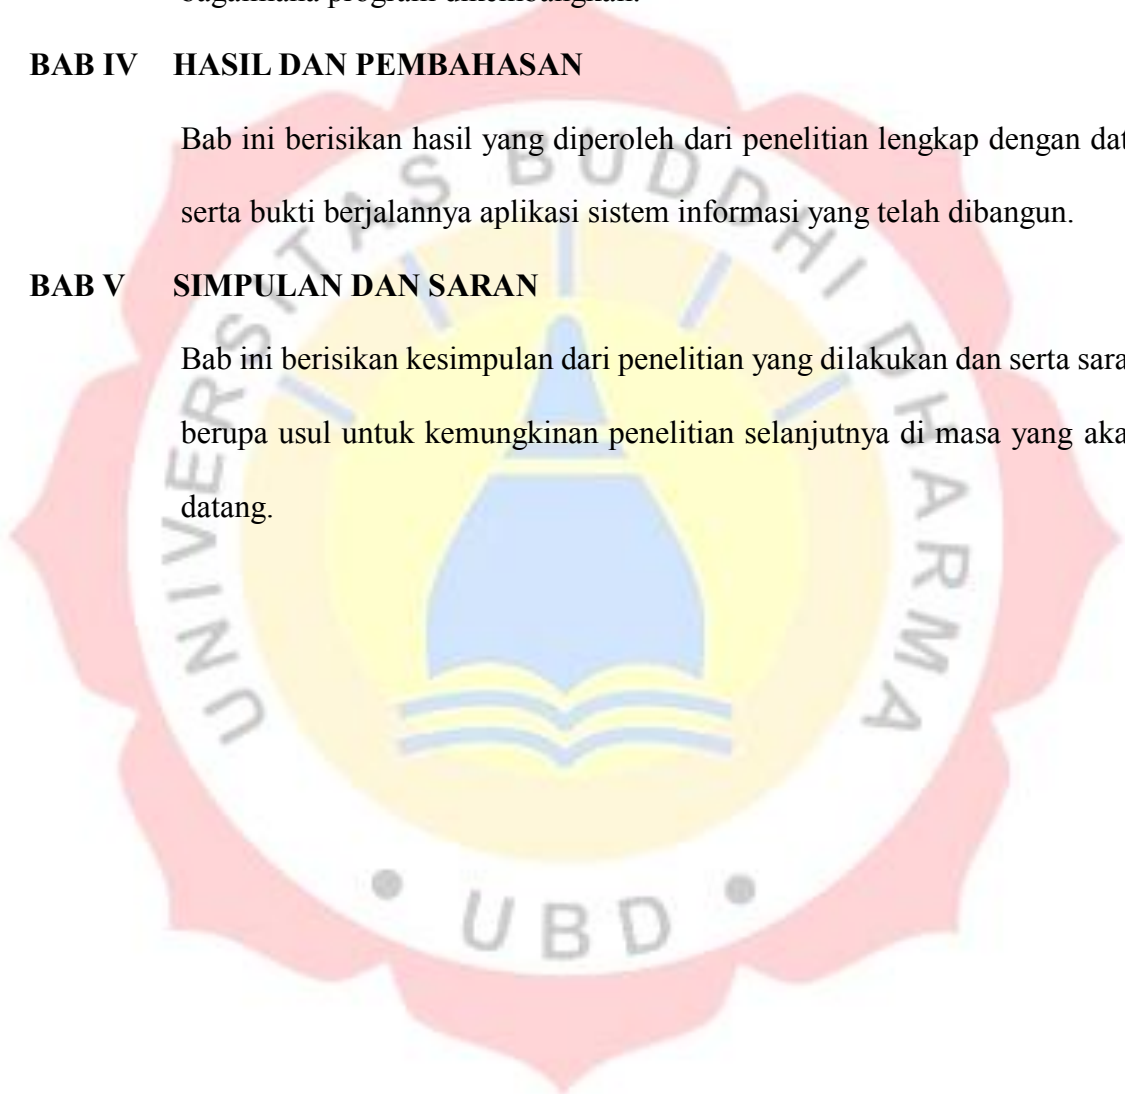 bagaimana program dikembangkan.
BAB IV HASIL DAN PEMBAHASAN
Bab ini berisikan hasil yang diperoleh dari penelitian lengkap dengan dat
serta bukti berjalannya aplikasi sistem informasi yang telah dibangun.
BAB V SIMPULAN DAN SARAN
Bab ini berisikan kesimpulan dari penelitian yang dilakukan dan serta sara
berupa usul untuk kemungkinan penelitian selanjutnya di masa yang aka
datang.
UNIVERSITAS BUDDHI DHARMA
• UBD •